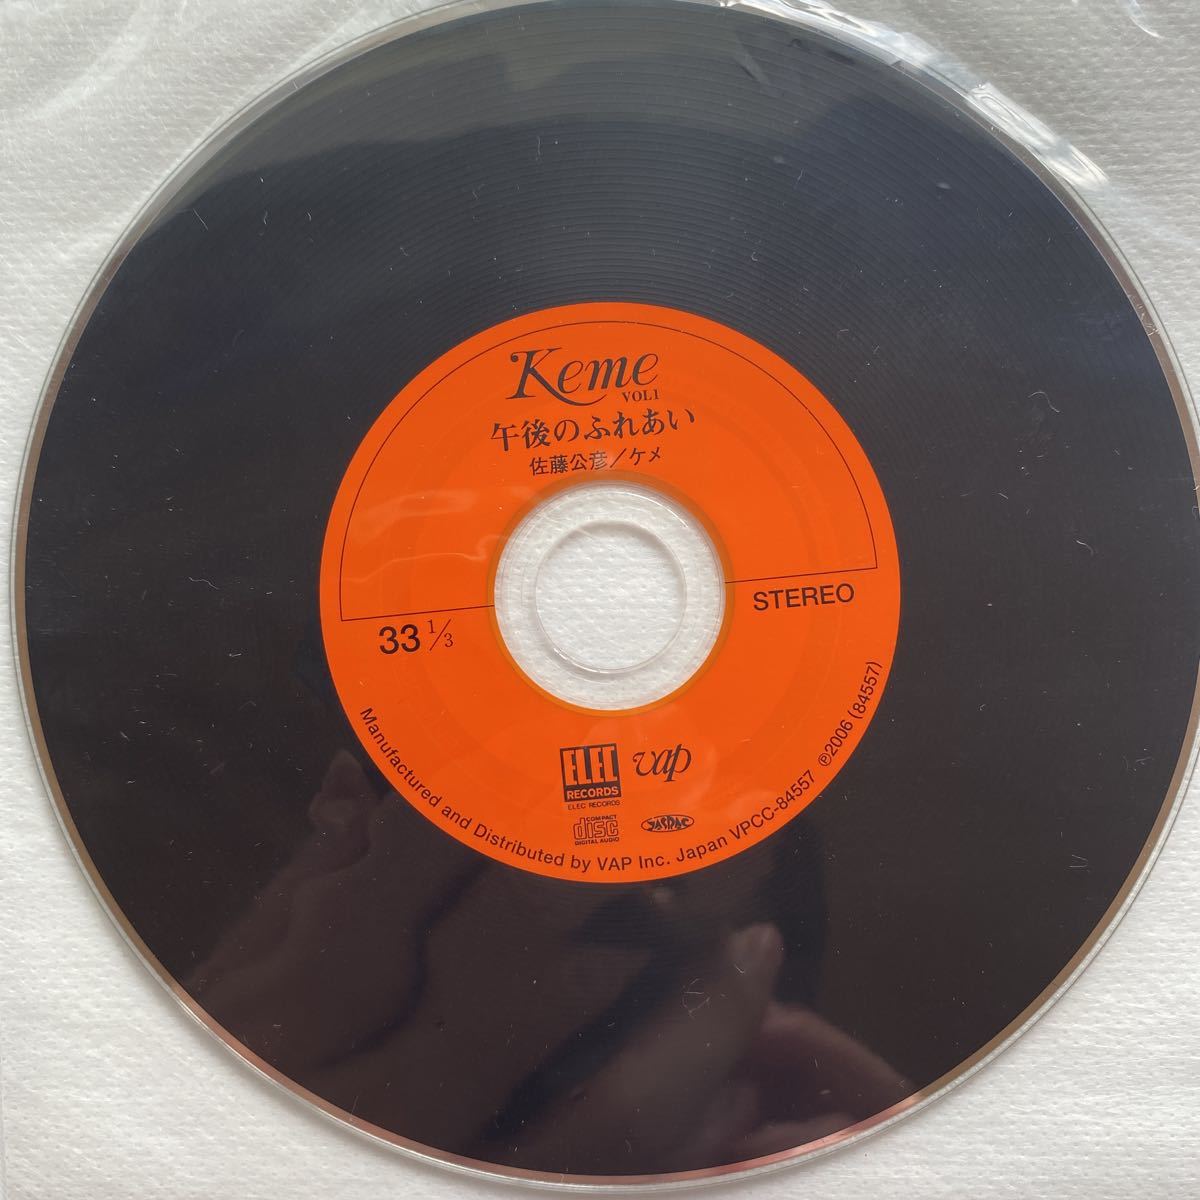 Keme
VOL1
午後のふれあい
佐藤公彦／ケメ
33 1/3
STEREO
ELEC
RECORDS
ELEC RECORDS
vap
COMPACT
disc
DIGITAL AUDIO
JASRAC
Manufactured and Distributed by VAP Inc. Japan VPCC-84557 ℗2006 (84557)